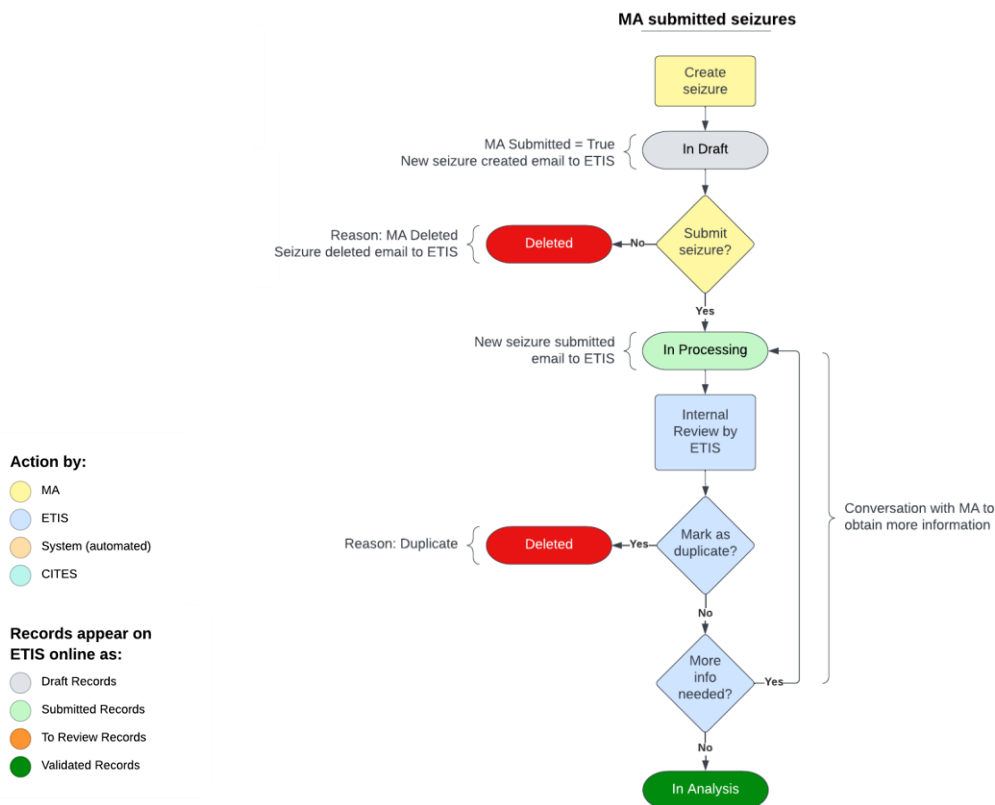 MA submitted seizures
Create
seizure
MA Submitted = True
New seizure created email to ETIS
In Draft
Reason: MA Deleted
Seizure deleted email to ETIS
Deleted
No
Submit
seizure?
Yes
New seizure submitted
email to ETIS
In Processing
Internal
Review by
ETIS
Action by:
MA
ETIS
System (automated)
CITES
Conversation with MA to
obtain more information
Reason: Duplicate
Deleted
Yes
Mark as
duplicate?
No
Records appear on
ETIS online as:
Draft Records
Submitted Records
To Review Records
Validated Records
More
info
needed?
Yes
No
In Analysis